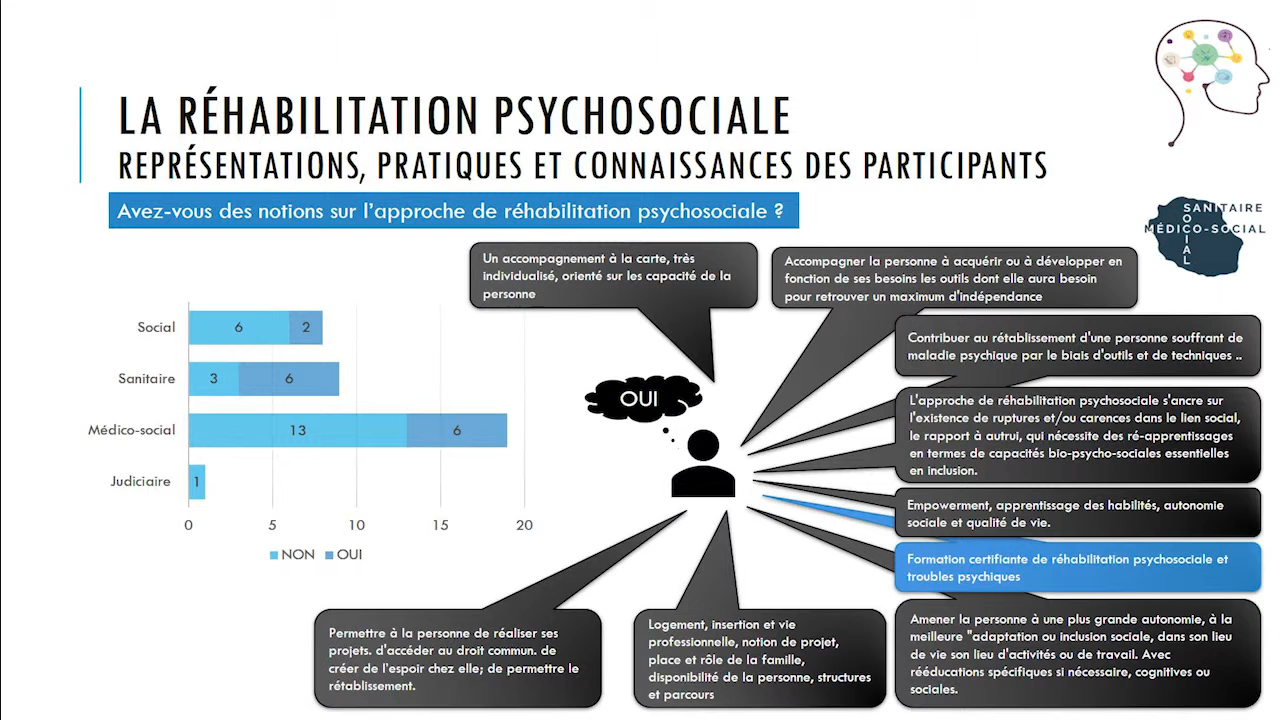 LA RÉHABILITATION PSYCHOSOCIALE
REPRÉSENTATIONS, PRATIQUES ET CONNAISSANCES DES PARTICIPANTS
Avez-vous des notions sur l'approche de réhabilitation psychosociale ?
SANITAIRE
MÉDICO-SOCIAL
SOCIAL
Social
6
2
Sanitaire
3
6
Médico-social
13
6
Judiciaire
1
0
5
10
15
20
NON
OUI
Un accompagnement à la carte, très
individualisé, orienté sur les capacité de la
personne
Accompagner la personne à acquérir ou à développer en
fonction de ses besoins les outils dont elle aura besoin
pour retrouver un maximum d'indépendance
Contribuer au rétablissement d'une personne souffrant de
maladie psychique par le biais d'outils et de techniques ..
OUI
L'approche de réhabilitation psychosociale s'ancre sur
l'existence de ruptures et/ou carences dans le lien social,
le rapport à autrui, qui nécessite des ré-apprentissages
en termes de capacités bio-psycho-sociales essentielles
en inclusion.
Empowerment, apprentissage des habilités, autonomie
sociale et qualité de vie.
Formation certifiante de réhabilitation psychosociale et
troubles psychiques
Permettre à la personne de réaliser ses
projets. d'accéder au droit commun. de
créer de l'espoir chez elle; de permettre le
rétablissement.
Logement, insertion et vie
professionnelle, notion de projet,
place et rôle de la famille,
disponibilité de la personne, structures
et parcours
Amener la personne à une plus grande autonomie, à la
meilleure "adaptation ou inclusion sociale, dans son lieu
de vie son lieu d'activités ou de travail. Avec
rééducations spécifiques si nécessaire, cognitives ou
sociales.